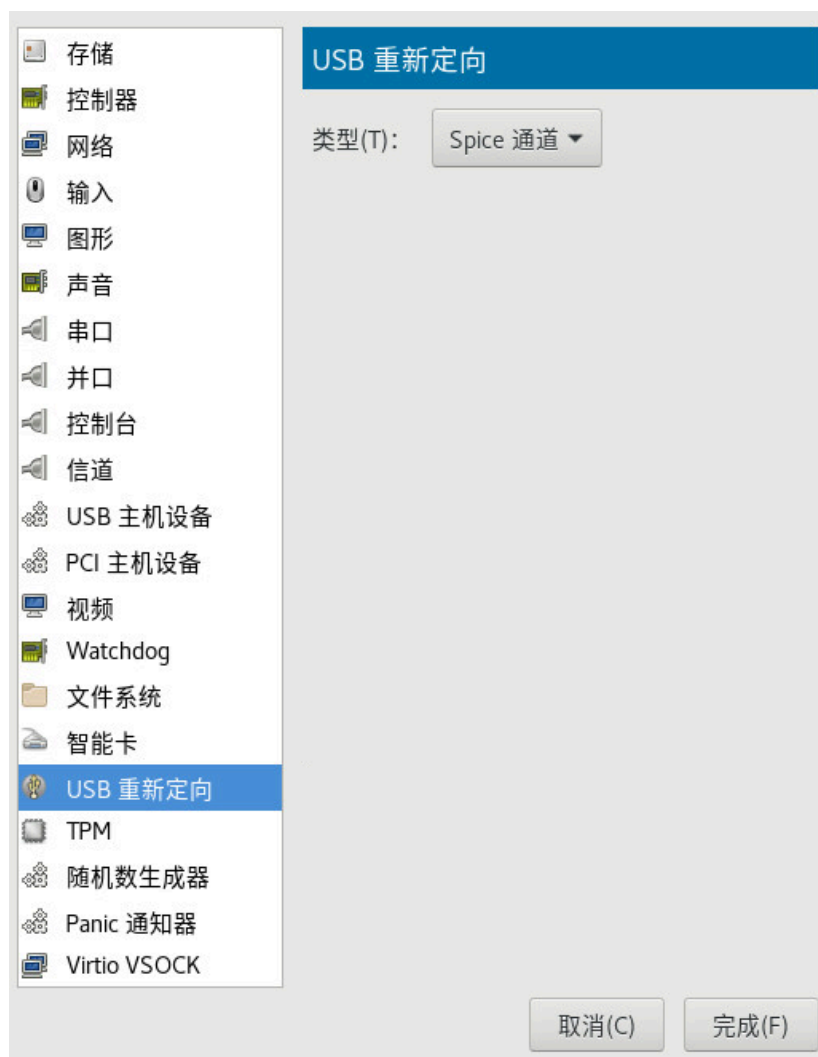 存储
控制器
网络
输入
图形
声音
串口
并口
控制台
信道
USB 主机设备
PCI 主机设备
视频
Watchdog
文件系统
智能卡
USB 重新定向
TPM
随机数生成器
Panic 通知器
Virtio VSOCK
USB 重新定向
类型(T)： Spice 通道
取消(C) 完成(F)